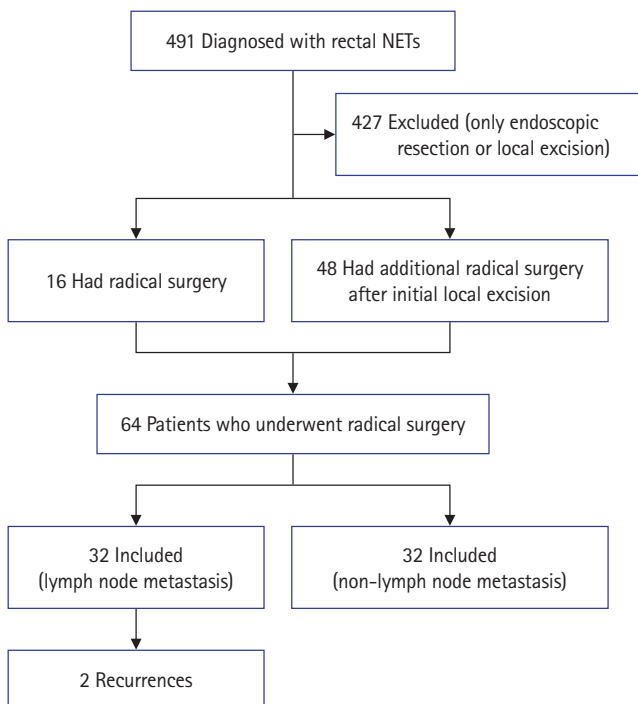 491 Diagnosed with rectal NETs
427 Excluded (only endoscopic
resection or local excision)
16 Had radical surgery
48 Had additional radical surgery
after initial local excision
64 Patients who underwent radical surgery
32 Included
(lymph node metastasis)
32 Included
(non-lymph node metastasis)
2 Recurrences